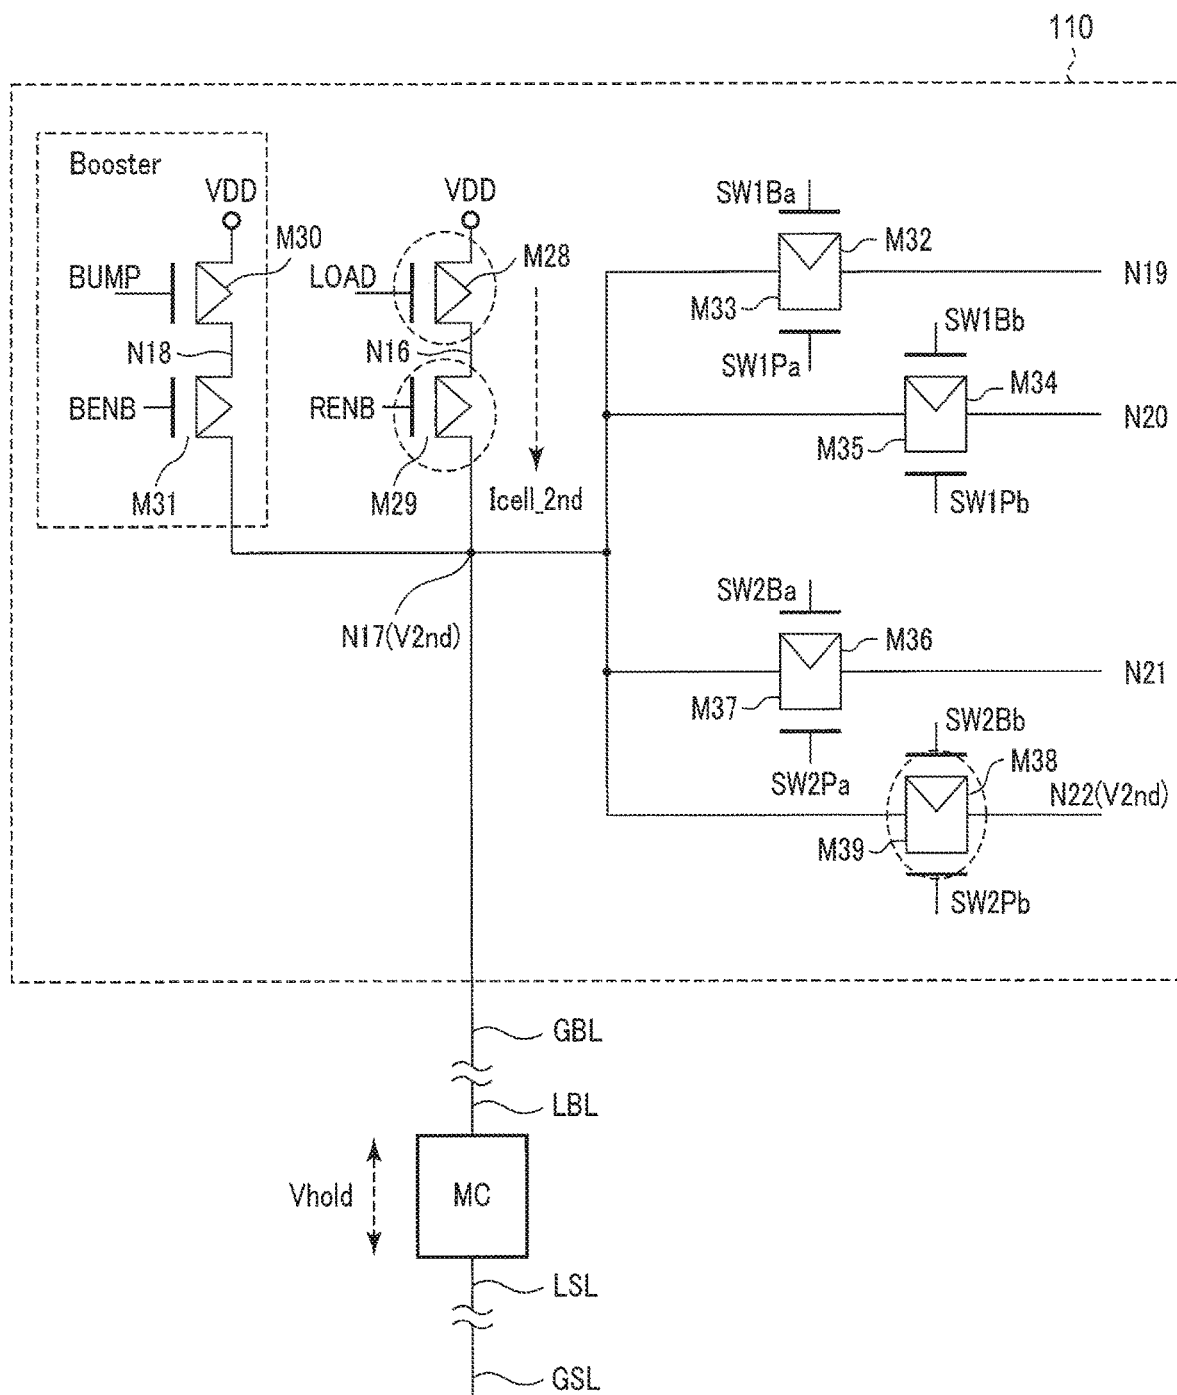 110
Booster
VDD
VDD
M30
M28
BUMP
LOAD
N18
N16
BENB
RENB
M31
M29
Icell_2nd
N17(V2nd)
SW1Ba
M32
M33
N19
SW1Pa
SW1Bb
M34
M35
N20
SW1Pb
SW2Ba
M36
M37
N21
SW2Pa
SW2Bb
M38
N22(V2nd)
M39
SW2Pb
GBL
LBL
Vhold
MC
LSL
GSL